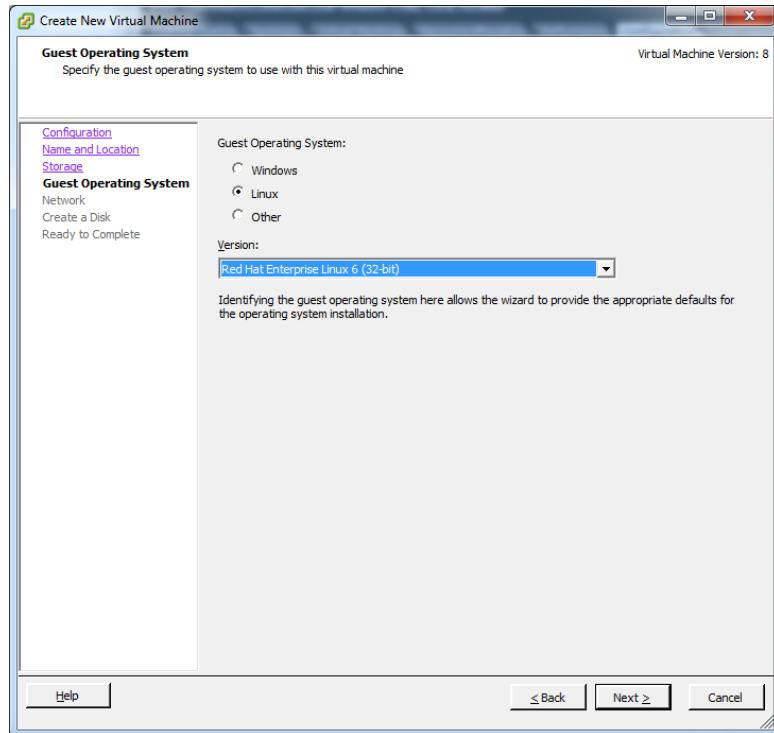 Create New Virtual Machine
Guest Operating System
Virtual Machine Version: 8
Specify the guest operating system to use with this virtual machine
Configuration
Name and Location
Storage
Guest Operating System
Network
Create a Disk
Ready to Complete
Guest Operating System:
Windows
Linux
Other
Version:
Red Hat Enterprise Linux 6 (32-bit)
Identifying the guest operating system here allows the wizard to provide the appropriate defaults for
the operating system installation.
Help
< Back
Next >
Cancel